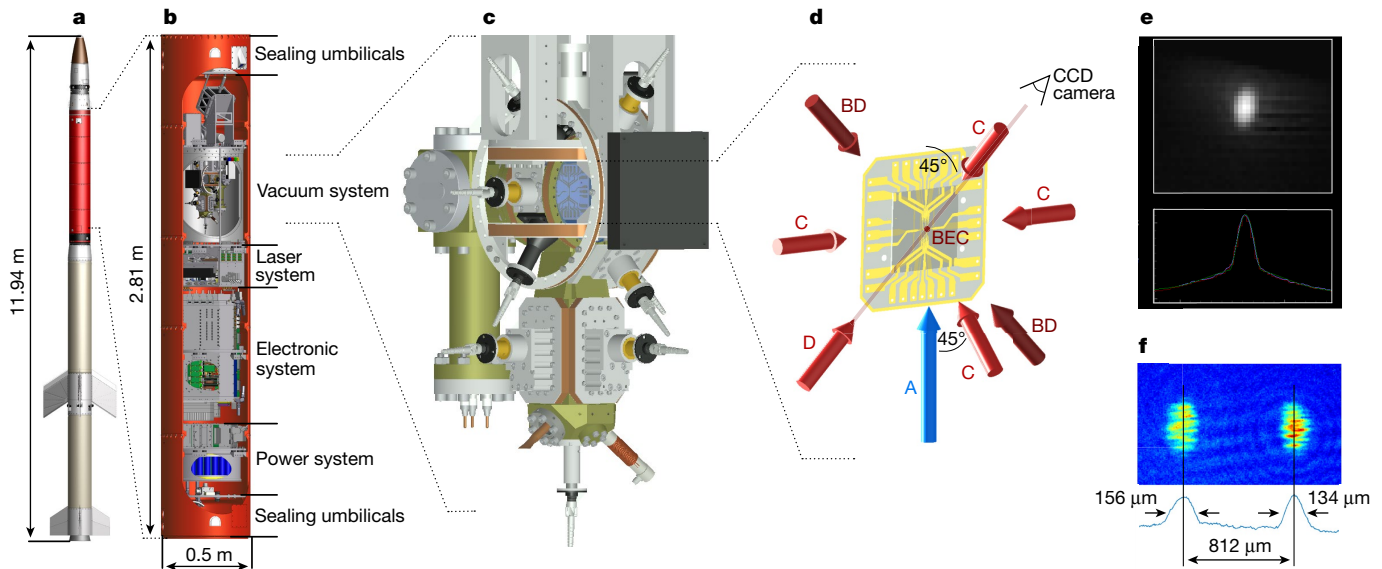 a
b
c
d
e
11.94 m
2.81 m
Sealing umbilicals
Vacuum system
Laser
system
Electronic
system
Power system
Sealing umbilicals
0.5 m
CCD
camera
BD
C
45°
C
C
BEC
D
45°
BD
C
A
f
156 μm
134 μm
812 μm